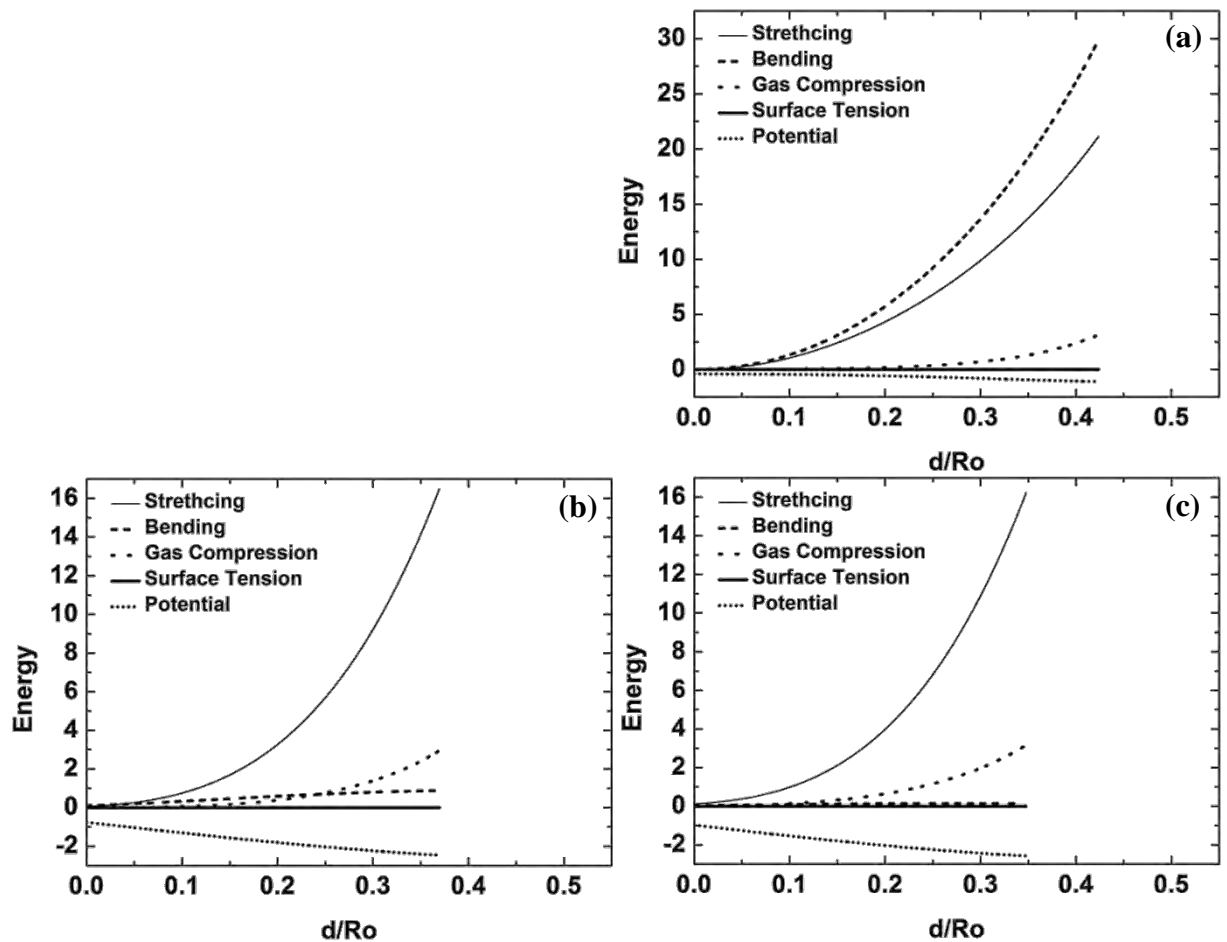 (a)
Strethcing
Bending
Gas Compression
Surface Tension
Potential
30
25
20
15
10
5
0
Energy
0.0 0.1 0.2 0.3 0.4 0.5
d/Ro
(b)
Strethcing
Bending
Gas Compression
Surface Tension
Potential
16
14
12
10
8
6
4
2
0
-2
Energy
0.0 0.1 0.2 0.3 0.4 0.5
d/Ro
(c)
Strethcing
Bending
Gas Compression
Surface Tension
Potential
16
14
12
10
8
6
4
2
0
-2
Energy
0.0 0.1 0.2 0.3 0.4 0.5
d/Ro